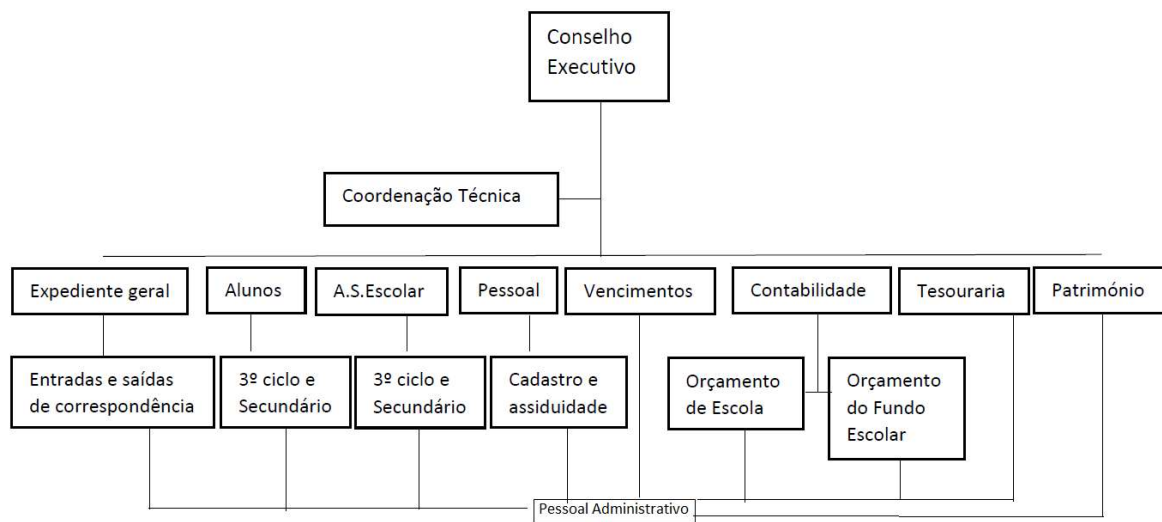 Conselho
Executivo
Coordenação Técnica
Expediente geral
Alunos
A.S.Escolar
Pessoal
Vencimentos
Contabilidade
Tesouraria
Património
Entradas e saídas
de correspondência
3º ciclo e
Secundário
3º ciclo e
Secundário
Cadastro e
assiduidade
Orçamento
de Escola
Orçamento
do Fundo
Escolar
Pessoal Administrativo